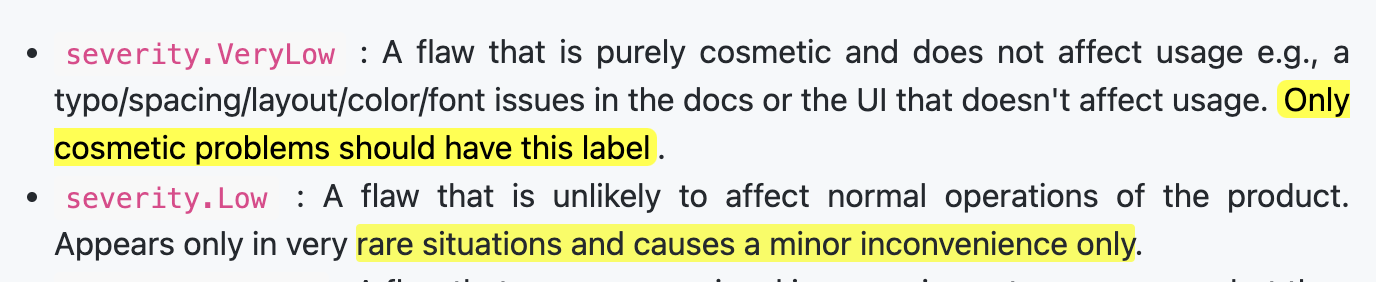 • severity.VeryLow : A flaw that is purely cosmetic and does not affect usage e.g., a
typo/spacing/layout/color/font issues in the docs or the UI that doesn't affect usage. Only
cosmetic problems should have this label.
• severity.Low : A flaw that is unlikely to affect normal operations of the product.
Appears only in very rare situations and causes a minor inconvenience only.